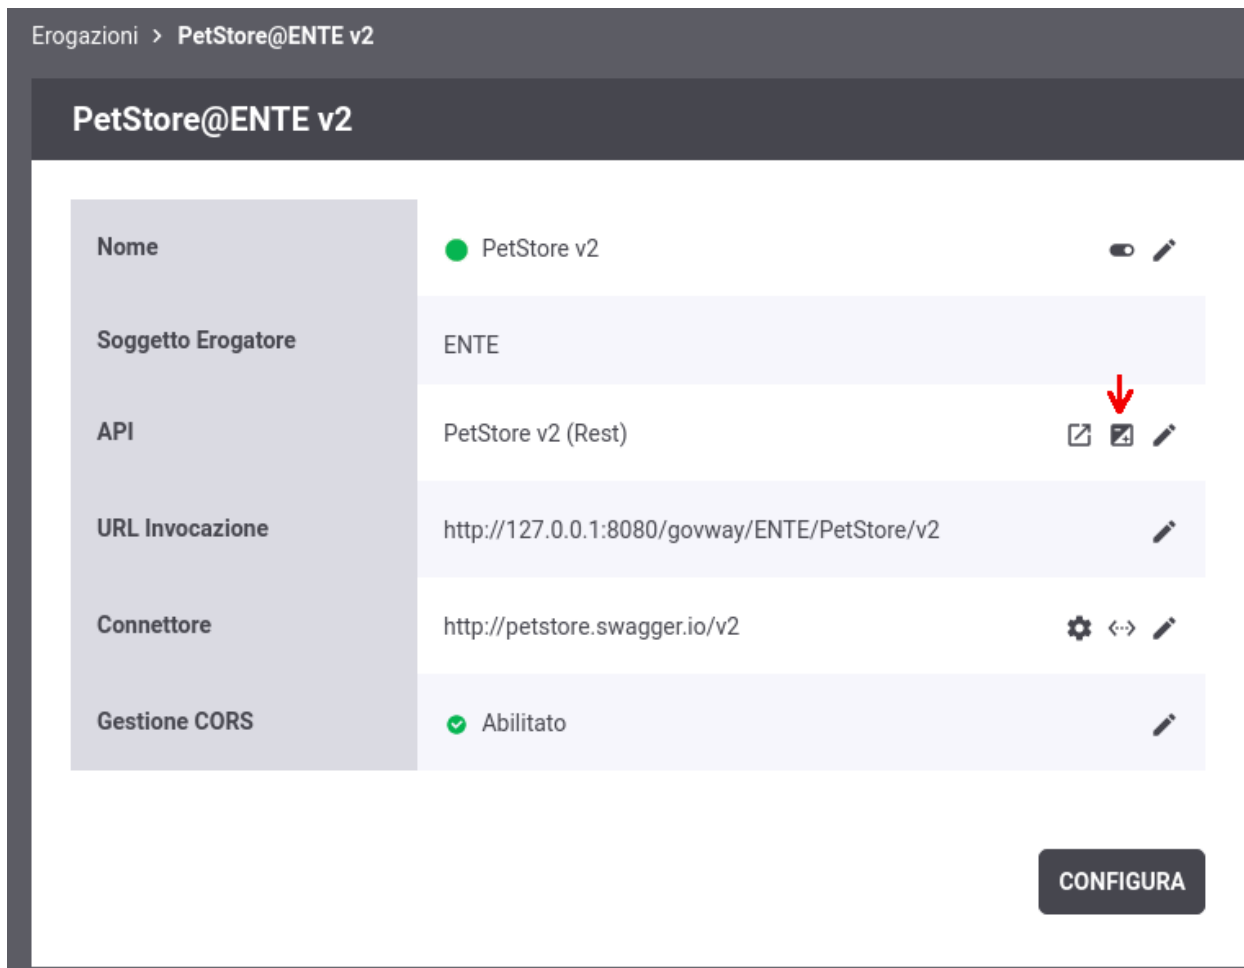 Erogazioni > PetStore@ENTE v2
PetStore@ENTE v2
Nome PetStore v2
Soggetto Erogatore ENTE
API PetStore v2 (Rest)
URL Invocazione http://127.0.0.1:8080/govway/ENTE/PetStore/v2
Connettore http://petstore.swagger.io/v2
Gestione CORS Abilitato
CONFIGURA